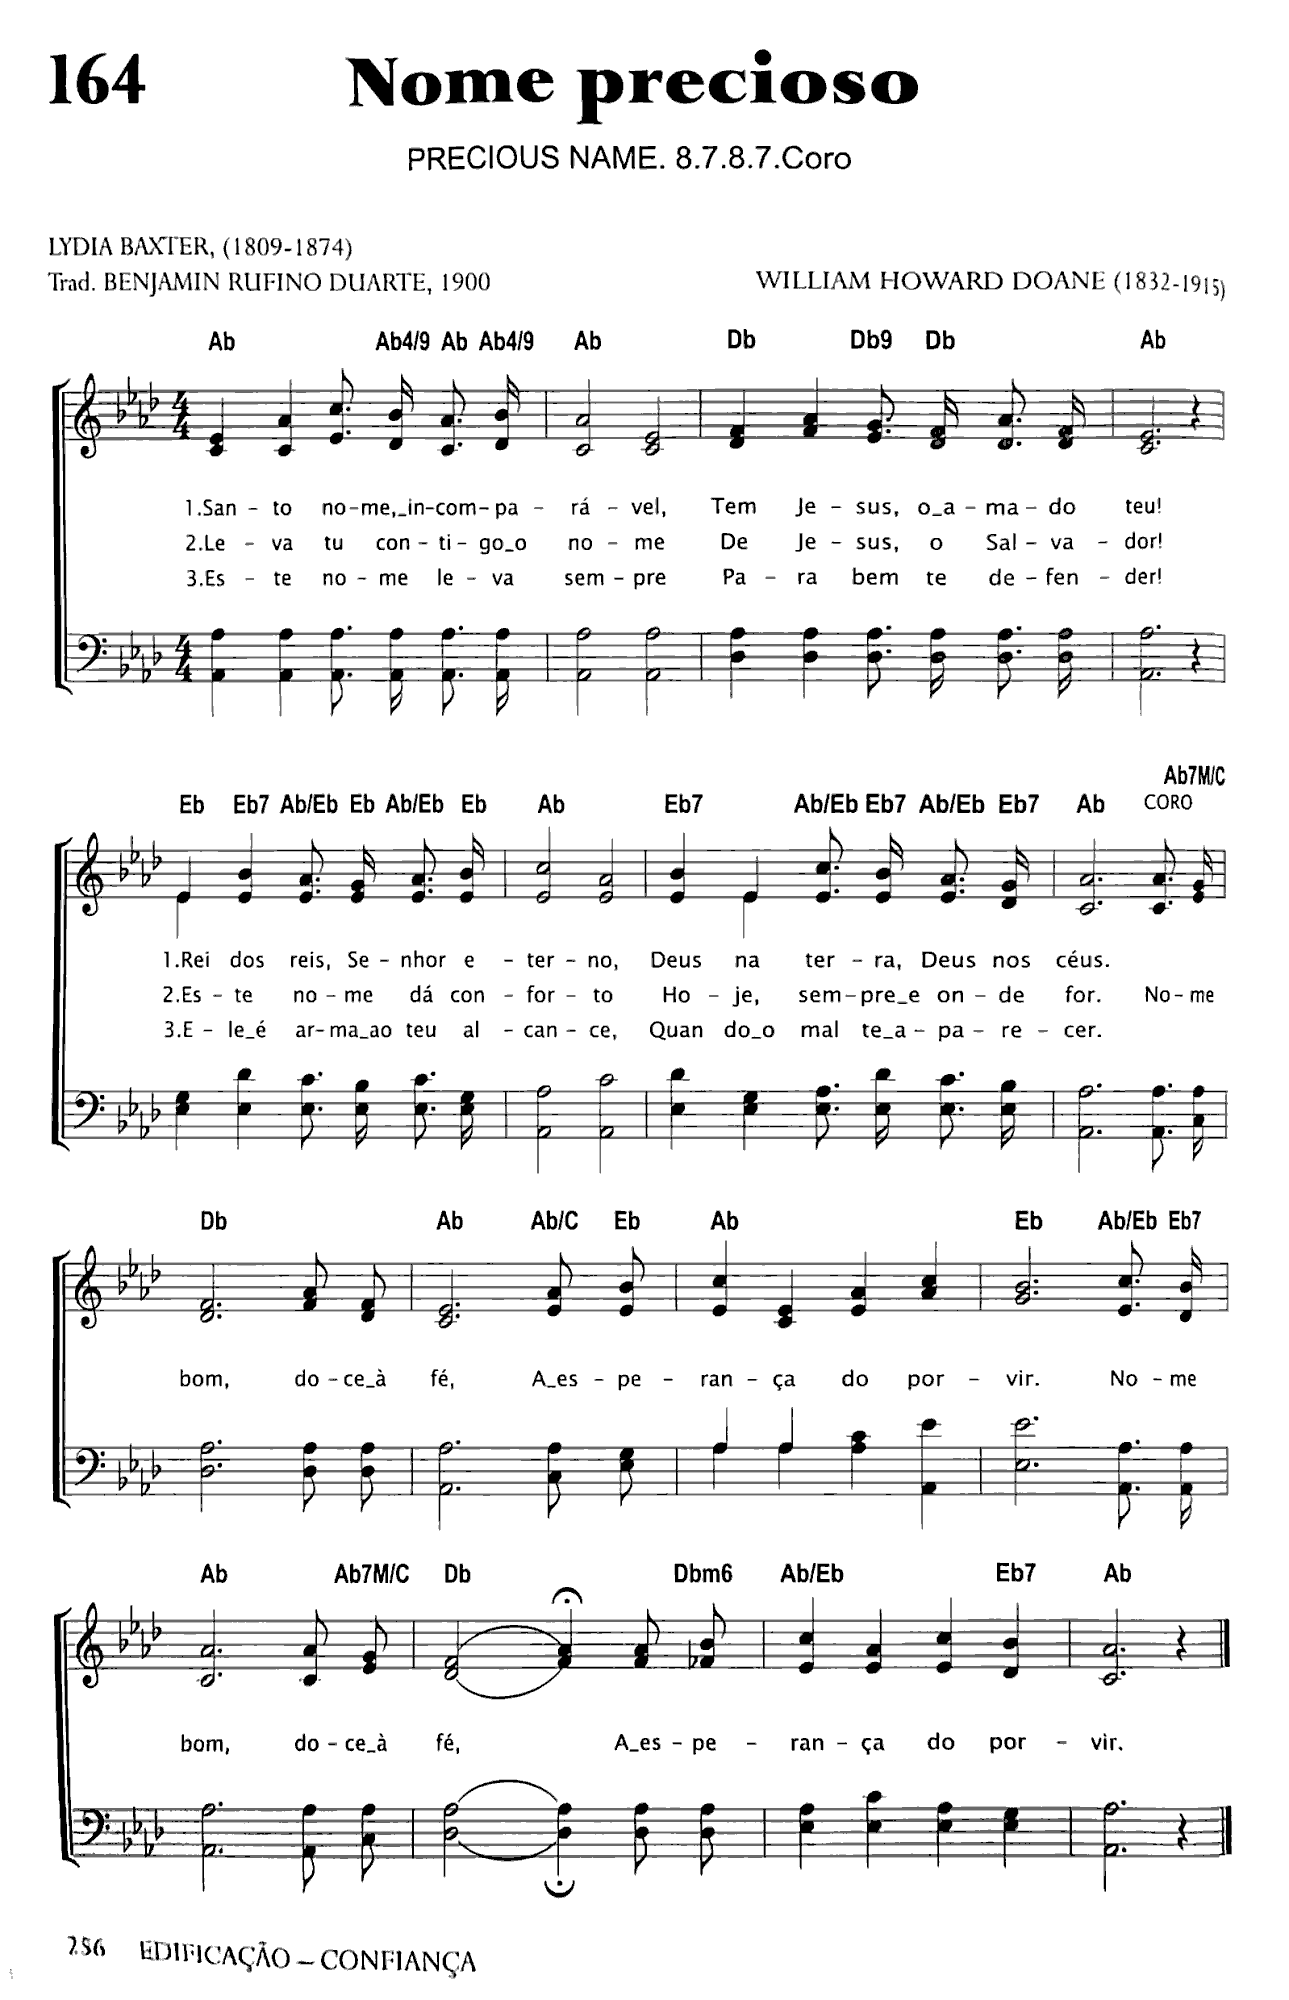 164 Nome precioso
PRECIOUS NAME. 8.7.8.7.Coro
LYDIA BAXTER, (1809-1874)
Trad. BENJAMIN RUFINO DUARTE, 1900 WILLIAM HOWARD DOANE (1832-1915)
Ab Ab4/9 Ab Ab4/9 Ab Db Db9 Db Ab
1.San - to no-me,_in-com-pa - rá - vel, Tem Je - sus, o_a - ma - do teu!
2.Le - va tu con - ti - go_o no - me De Je - sus, o Sal - va - dor!
3.Es - te no - me le - va sem - pre Pa - ra bem te de - fen - der!
Ab7M/C
Eb Eb7 Ab/Eb Eb Ab/Eb Eb Ab Eb7 Ab/Eb Eb7 Ab/Eb Eb7 Ab CORO
1.Rei dos reis, Se - nhor e - ter - no, Deus na ter - ra, Deus nos céus.
2.Es - te no - me dá con - for - to Ho - je, sem-pre_e on - de for. No - me
3.E - le_é ar-ma_ao teu al - can - ce, Quan do_o mal te_a - pa - re - cer.
Db Ab Ab/C Eb Ab Eb Ab/Eb Eb7
bom, do - ce_à fé, A_es - pe - ran - ça do por - vir. No - me
Ab Ab7M/C Db Dbm6 Ab/Eb Eb7 Ab
bom, do - ce_à fé, A_es - pe - ran - ça do por - vir.
256 EDIFICAÇÃO – CONFIANÇA